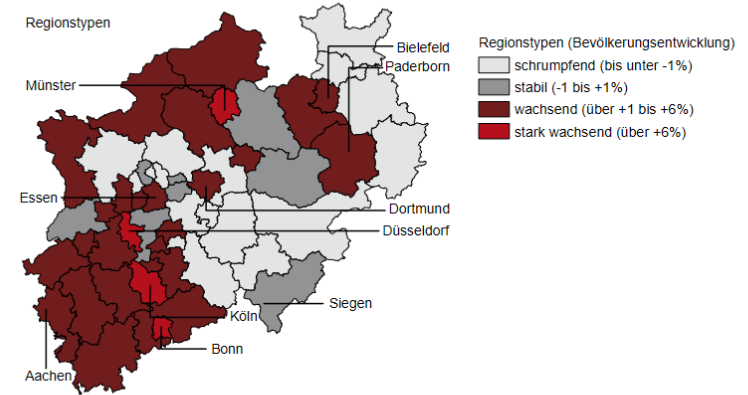 Regionstypen
Bielefeld
Paderborn
Münster
Essen
Dortmund
Düsseldorf
Siegen
Köln
Bonn
Aachen
Regionstypen (Bevölkerungsentwicklung)
schrumpfend (bis unter -1%)
stabil (-1 bis +1%)
wachsend (über +1 bis +6%)
stark wachsend (über +6%)